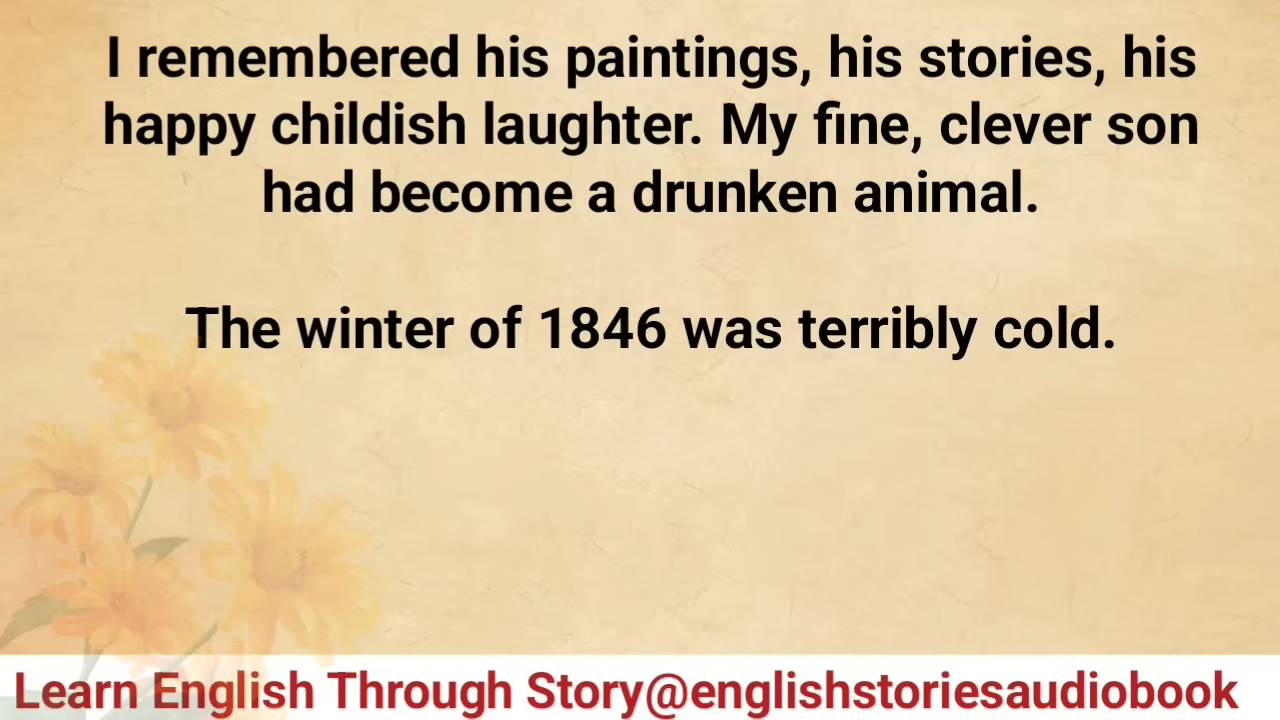 I remembered his paintings, his stories, his
happy childish laughter. My fine, clever son
had become a drunken animal.
The winter of 1846 was terribly cold.
Learn English Through Story@englishstoriesaudiobook